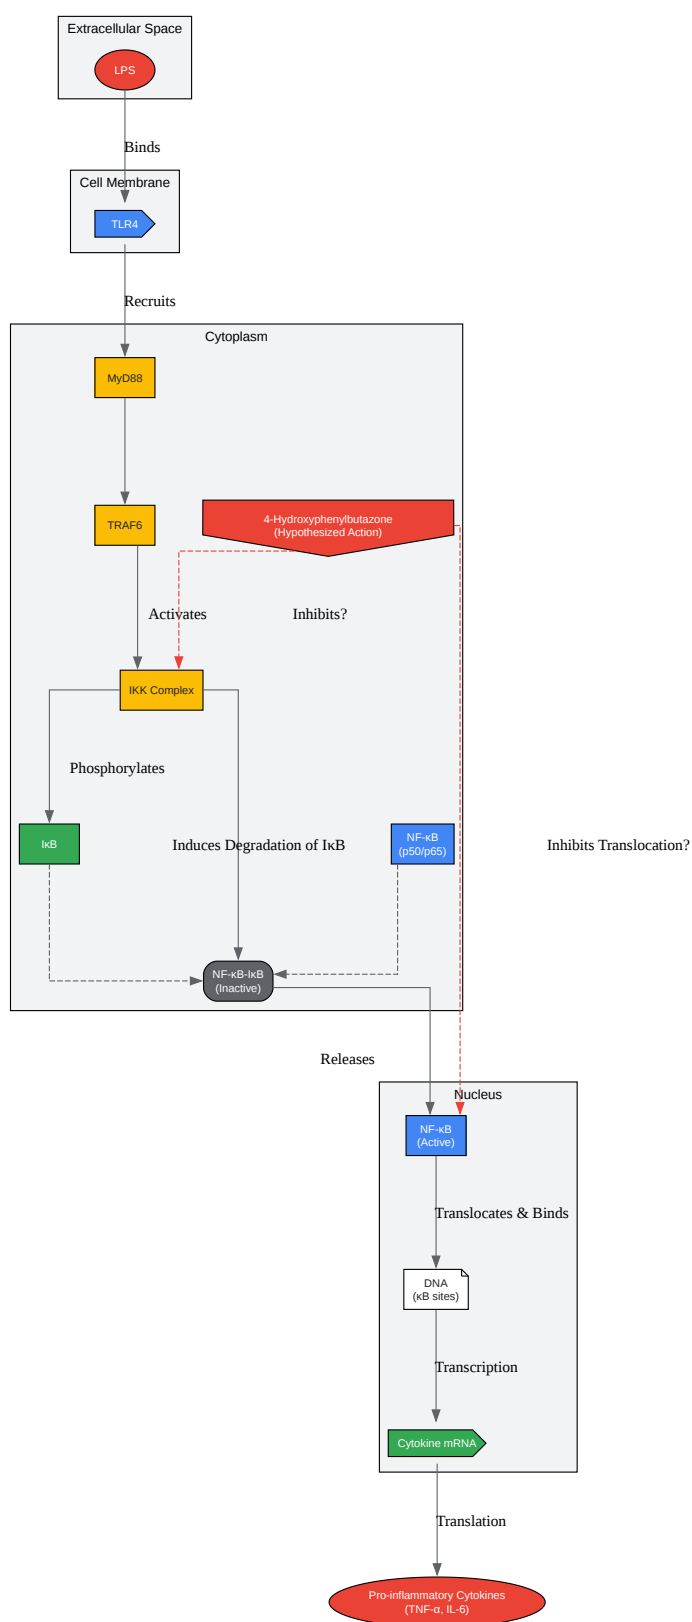 Extracellular Space
LPS
Binds
Cell Membrane
TLR4
Recruits
Cytoplasm
MyD88
TRAF6
4-Hydroxyphenylbutazone
(Hypothesized Action)
Activates
Inhibits?
IKK Complex
Phosphorylates
IκB
Induces Degradation of IκB
NF-κB
(p50/p65)
Inhibits Translocation?
NF-κB-IκB
(Inactive)
Releases
Nucleus
NF-κB
(Active)
Translocates & Binds
DNA
(κB sites)
Transcription
Cytokine mRNA
Translation
Pro-inflammatory Cytokines
(TNF-α, IL-6)